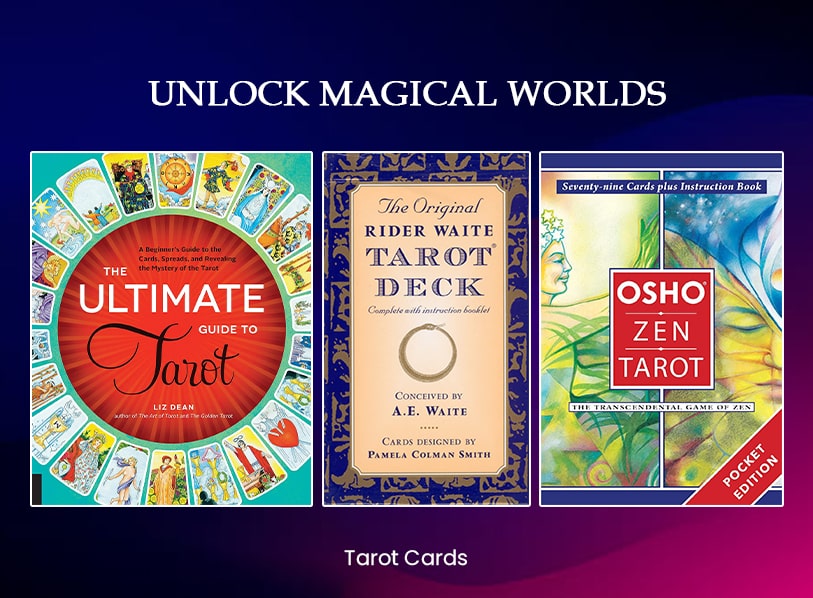 UNLOCK MAGICAL WORLDS
A Beginner's Guide to the
Cards, Spreads, and Revealing
the Mystery of the Tarot
THE
ULTIMATE
GUIDE TO
Tarot
LIZ DEAN
author of The Art of Tarot and The Golden Tarot
The Original
RIDER WAITE
TAROT®
DECK
Complete with instruction booklet
CONCEIVED BY
A.E. WAITE
CARDS DESIGNED BY
PAMELA COLMAN SMITH
Seventy-nine Cards plus Instruction Book
OSHO®
ZEN
TAROT
THE TRANSCENDENTAL GAME OF ZEN
POCKET
EDITION
Tarot Cards